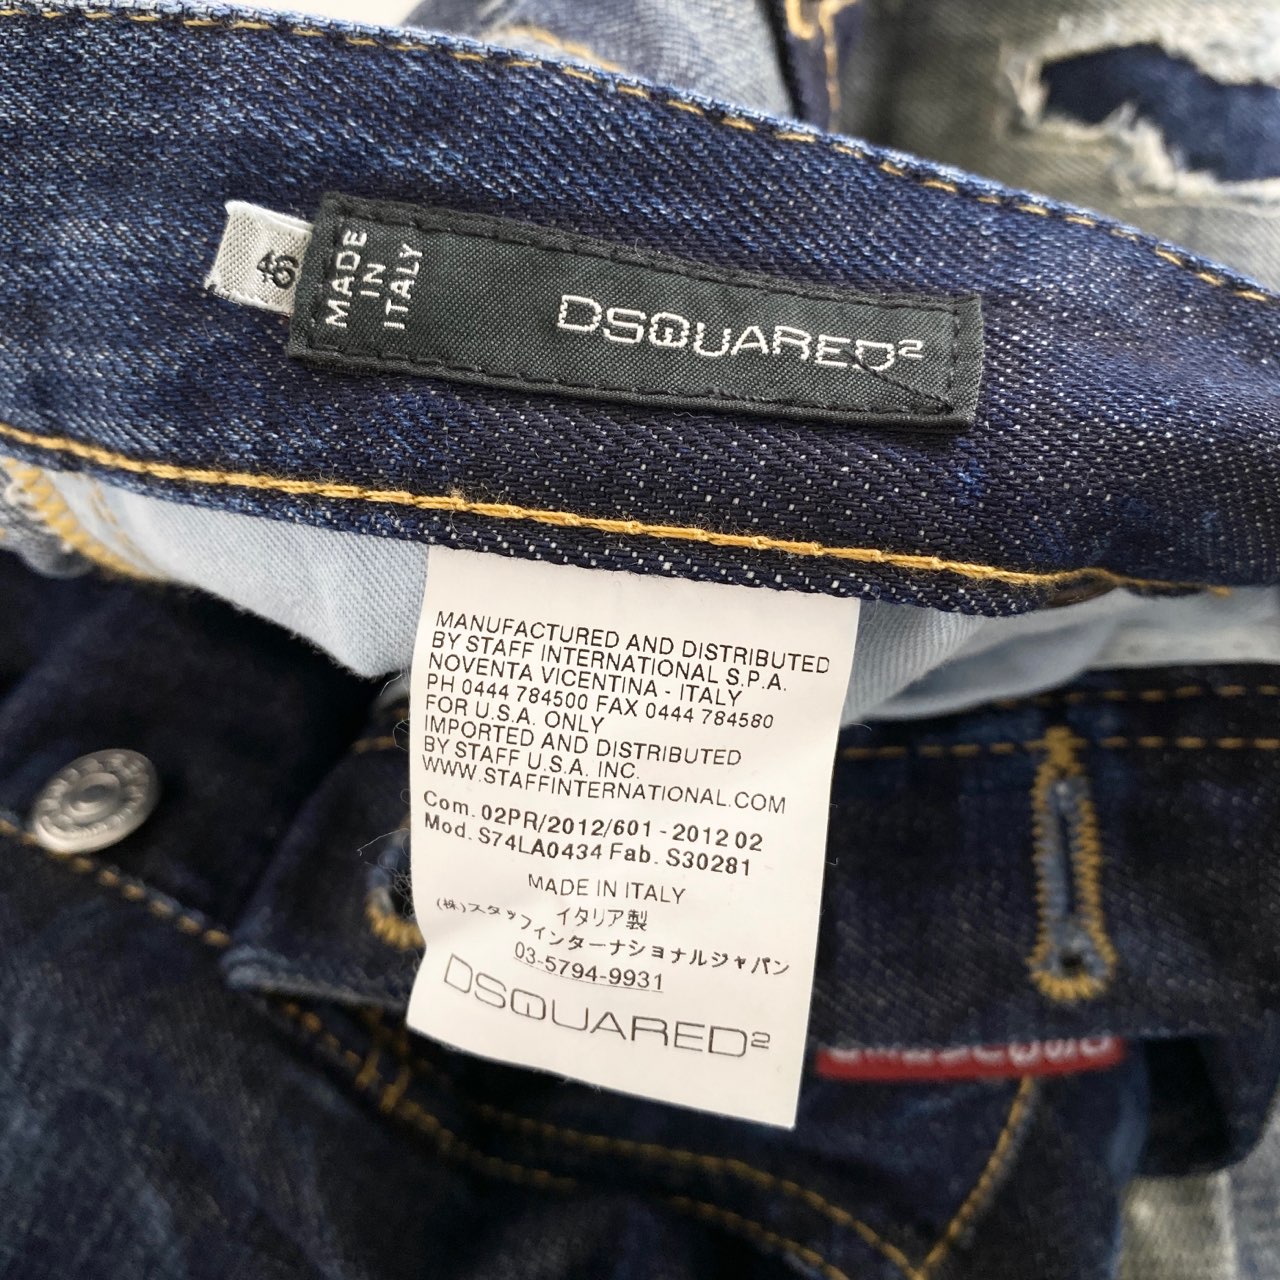 46
MADE
IN
ITALY
DSQUARED2
MANUFACTURED AND DISTRIBUTED
BY STAFF INTERNATIONAL S.P.A.
NOVENTA VICENTINA - ITALY
PH 0444 784500 FAX 0444 784580
FOR U.S.A. ONLY
IMPORTED AND DISTRIBUTED
BY STAFF U.S.A. INC.
WWW.STAFFINTERNATIONAL.COM
Com. 02PR/2012/601 - 2012 02
Mod. S74LA0434 Fab. S30281
MADE IN ITALY
イタリア製
(株)スタッフインターナショナルジャパン
03-5794-9931
DSQUARED2